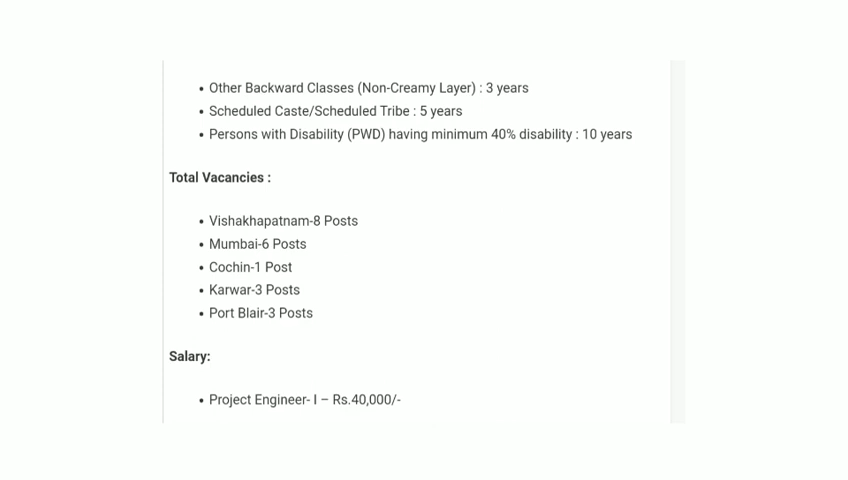 • Other Backward Classes (Non-Creamy Layer) : 3 years
• Scheduled Caste/Scheduled Tribe : 5 years
• Persons with Disability (PWD) having minimum 40% disability : 10 years
Total Vacancies :
• Vishakhapatnam-8 Posts
• Mumbai-6 Posts
• Cochin-1 Post
• Karwar-3 Posts
• Port Blair-3 Posts
Salary:
• Project Engineer- I – Rs.40,000/-